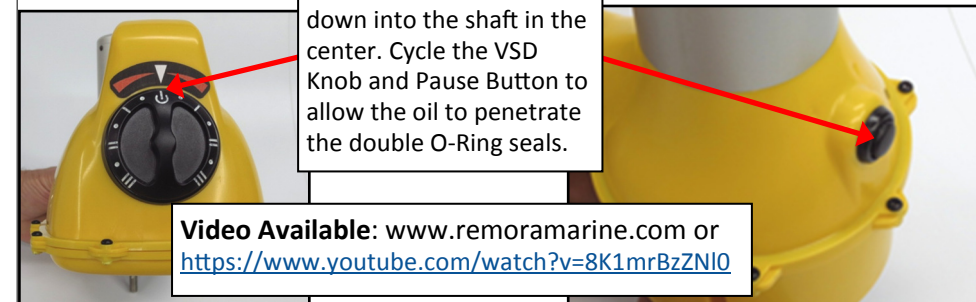 down into the shaft in the
center. Cycle the VSD
Knob and Pause Button to
allow the oil to penetrate
the double O-Ring seals.
Video Available: www.remoramarine.com or
https://www.youtube.com/watch?v=8K1mrBzZNl0